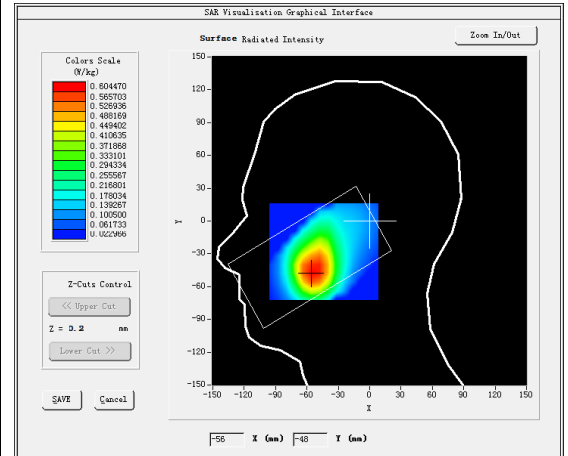 SAR Visualisation Graphical Interface
Surface Radiated Intensity
Zoom In/Out
Colors Scale
(W/kg)
0.604470
0.565703
0.526936
0.488169
0.449402
0.410635
0.371868
0.333101
0.294334
0.255567
0.216801
0.178034
0.139267
0.100500
0.061733
0.022966
150
120
90
60
30
0
-30
-60
-90
-120
-150
Y
-150 -120 -90 -60 -30 0 30 60 90 120 150
X
Z-Cuts Control
<< Upper Cut
Z = 0.2 mm
Lower Cut >>
SAVE Cancel
-56 X (mm) -48 Y (mm)